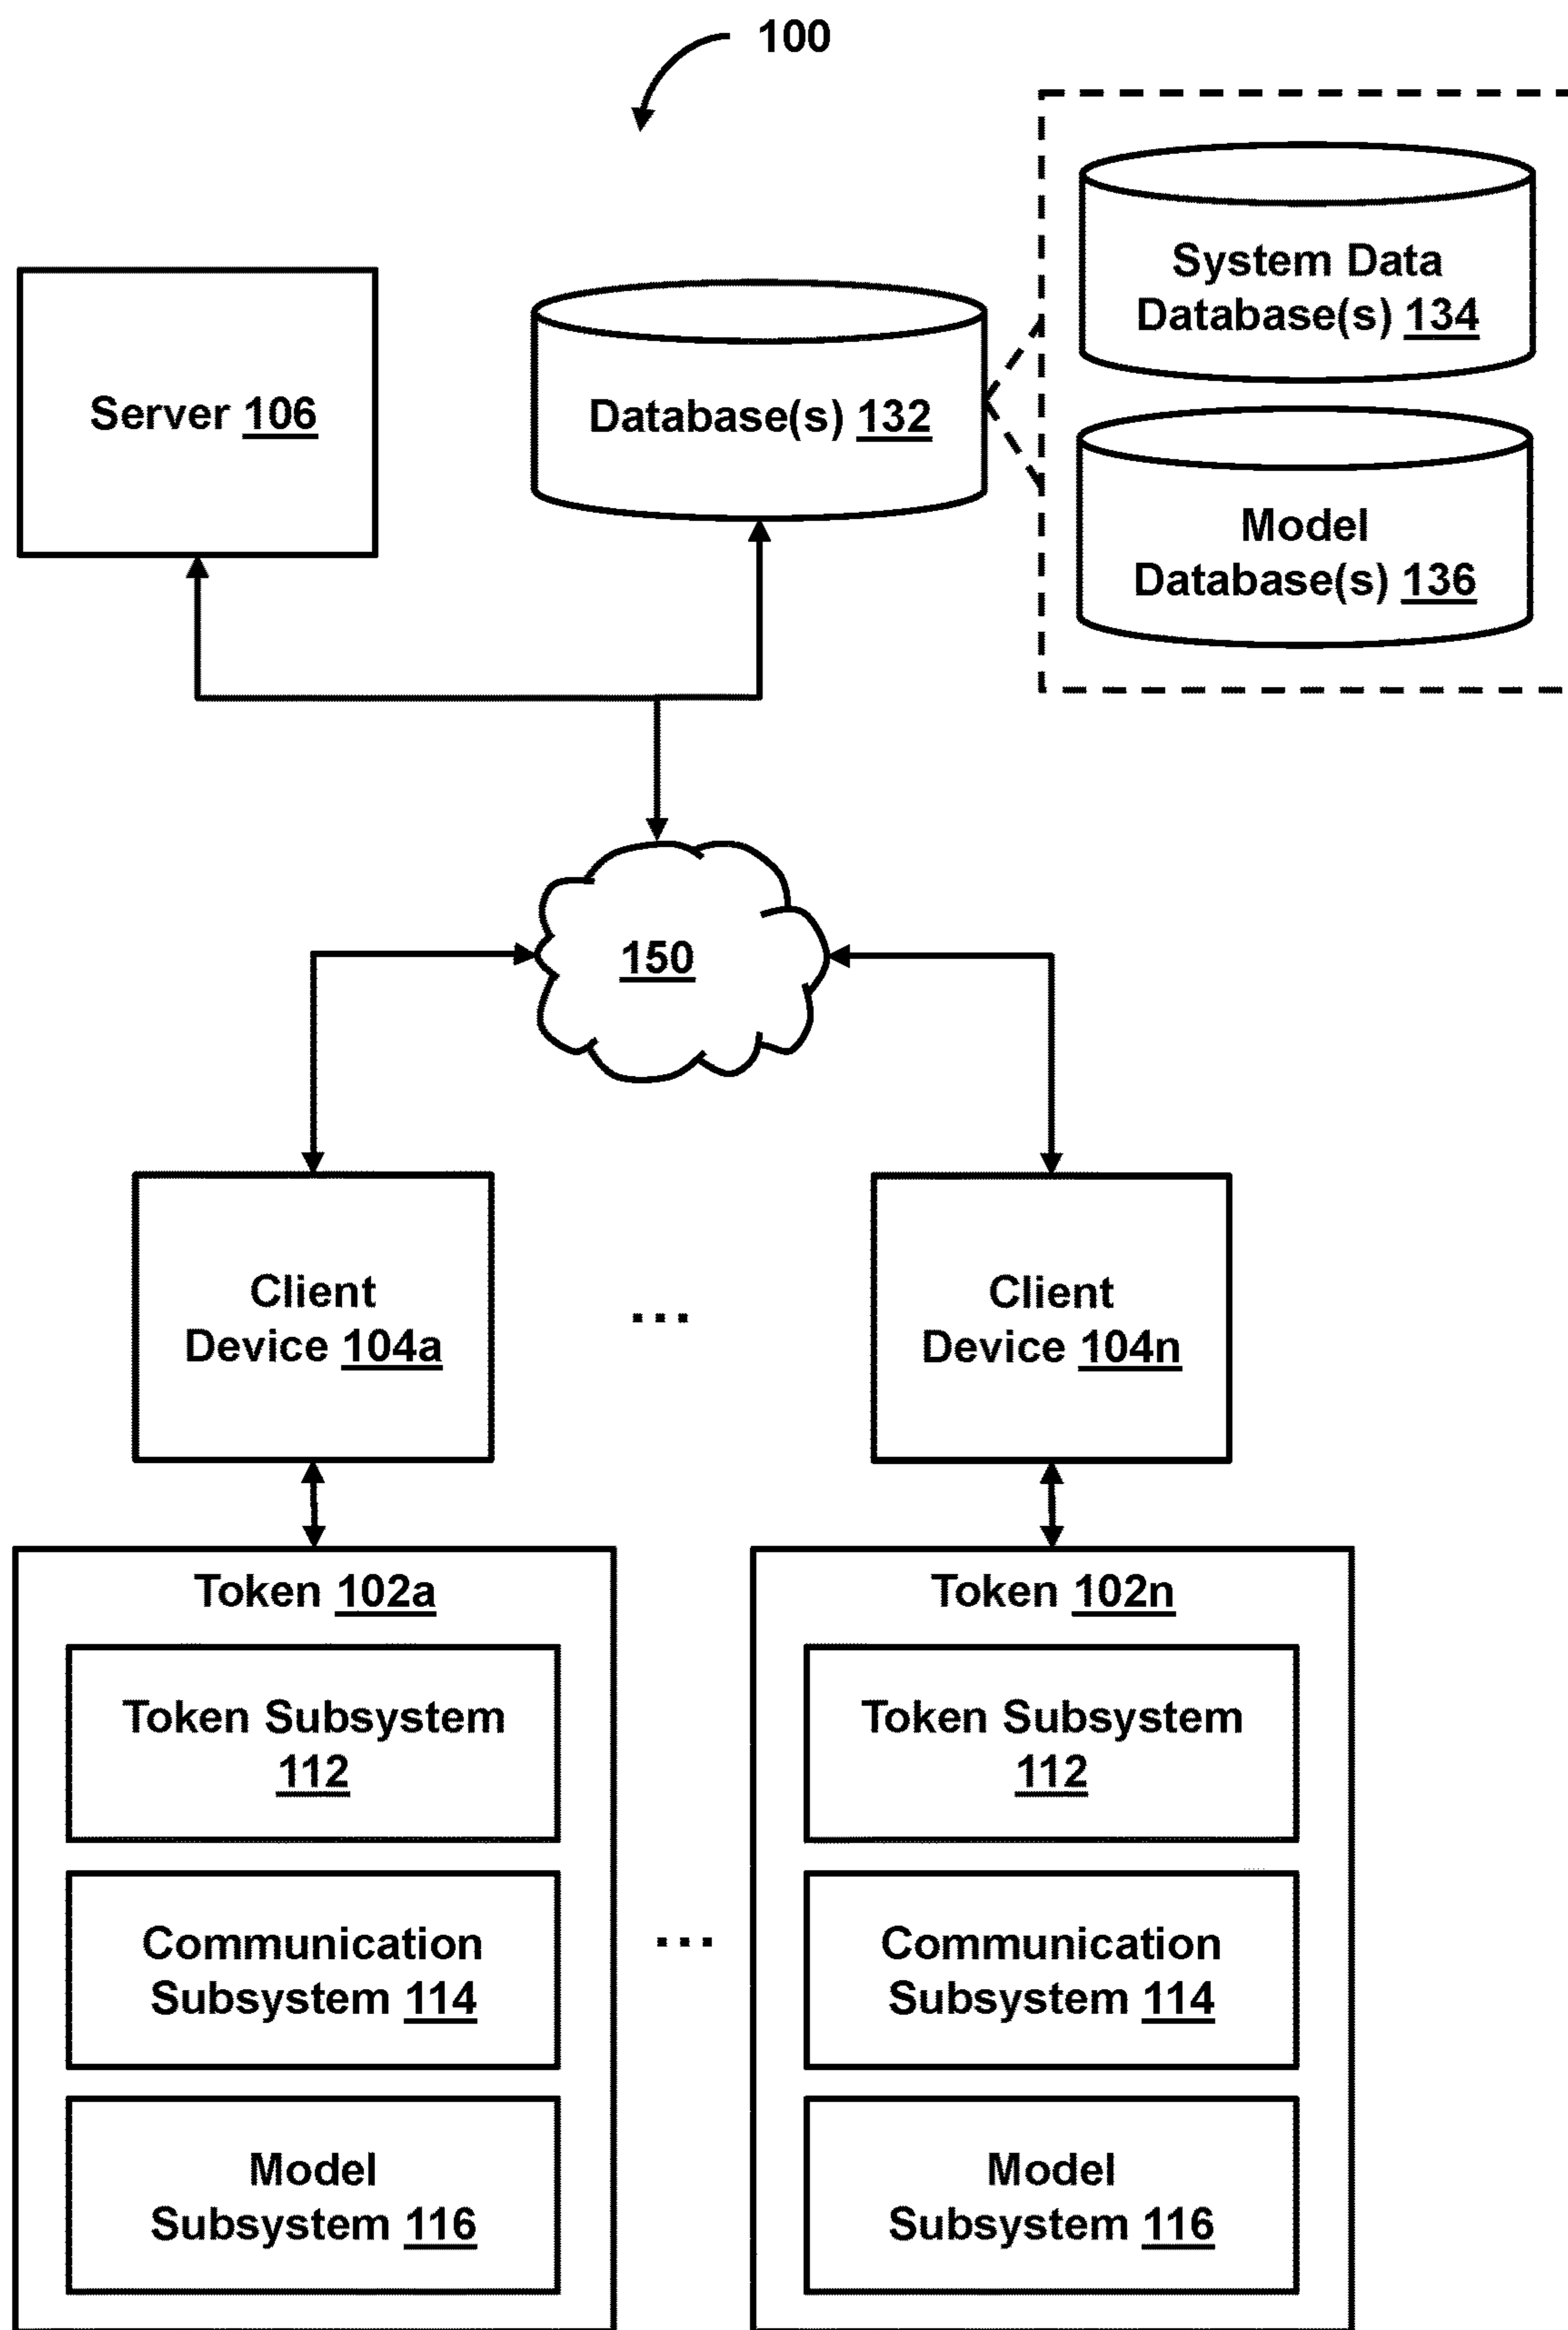 100
System Data
Database(s) 134
Server 106
Database(s) 132
Model
Database(s) 136
150
Client
Device 104a
...
Client
Device 104n
Token 102a
Token Subsystem
112
Communication
Subsystem 114
Model
Subsystem 116
...
Token 102n
Token Subsystem
112
Communication
Subsystem 114
Model
Subsystem 116